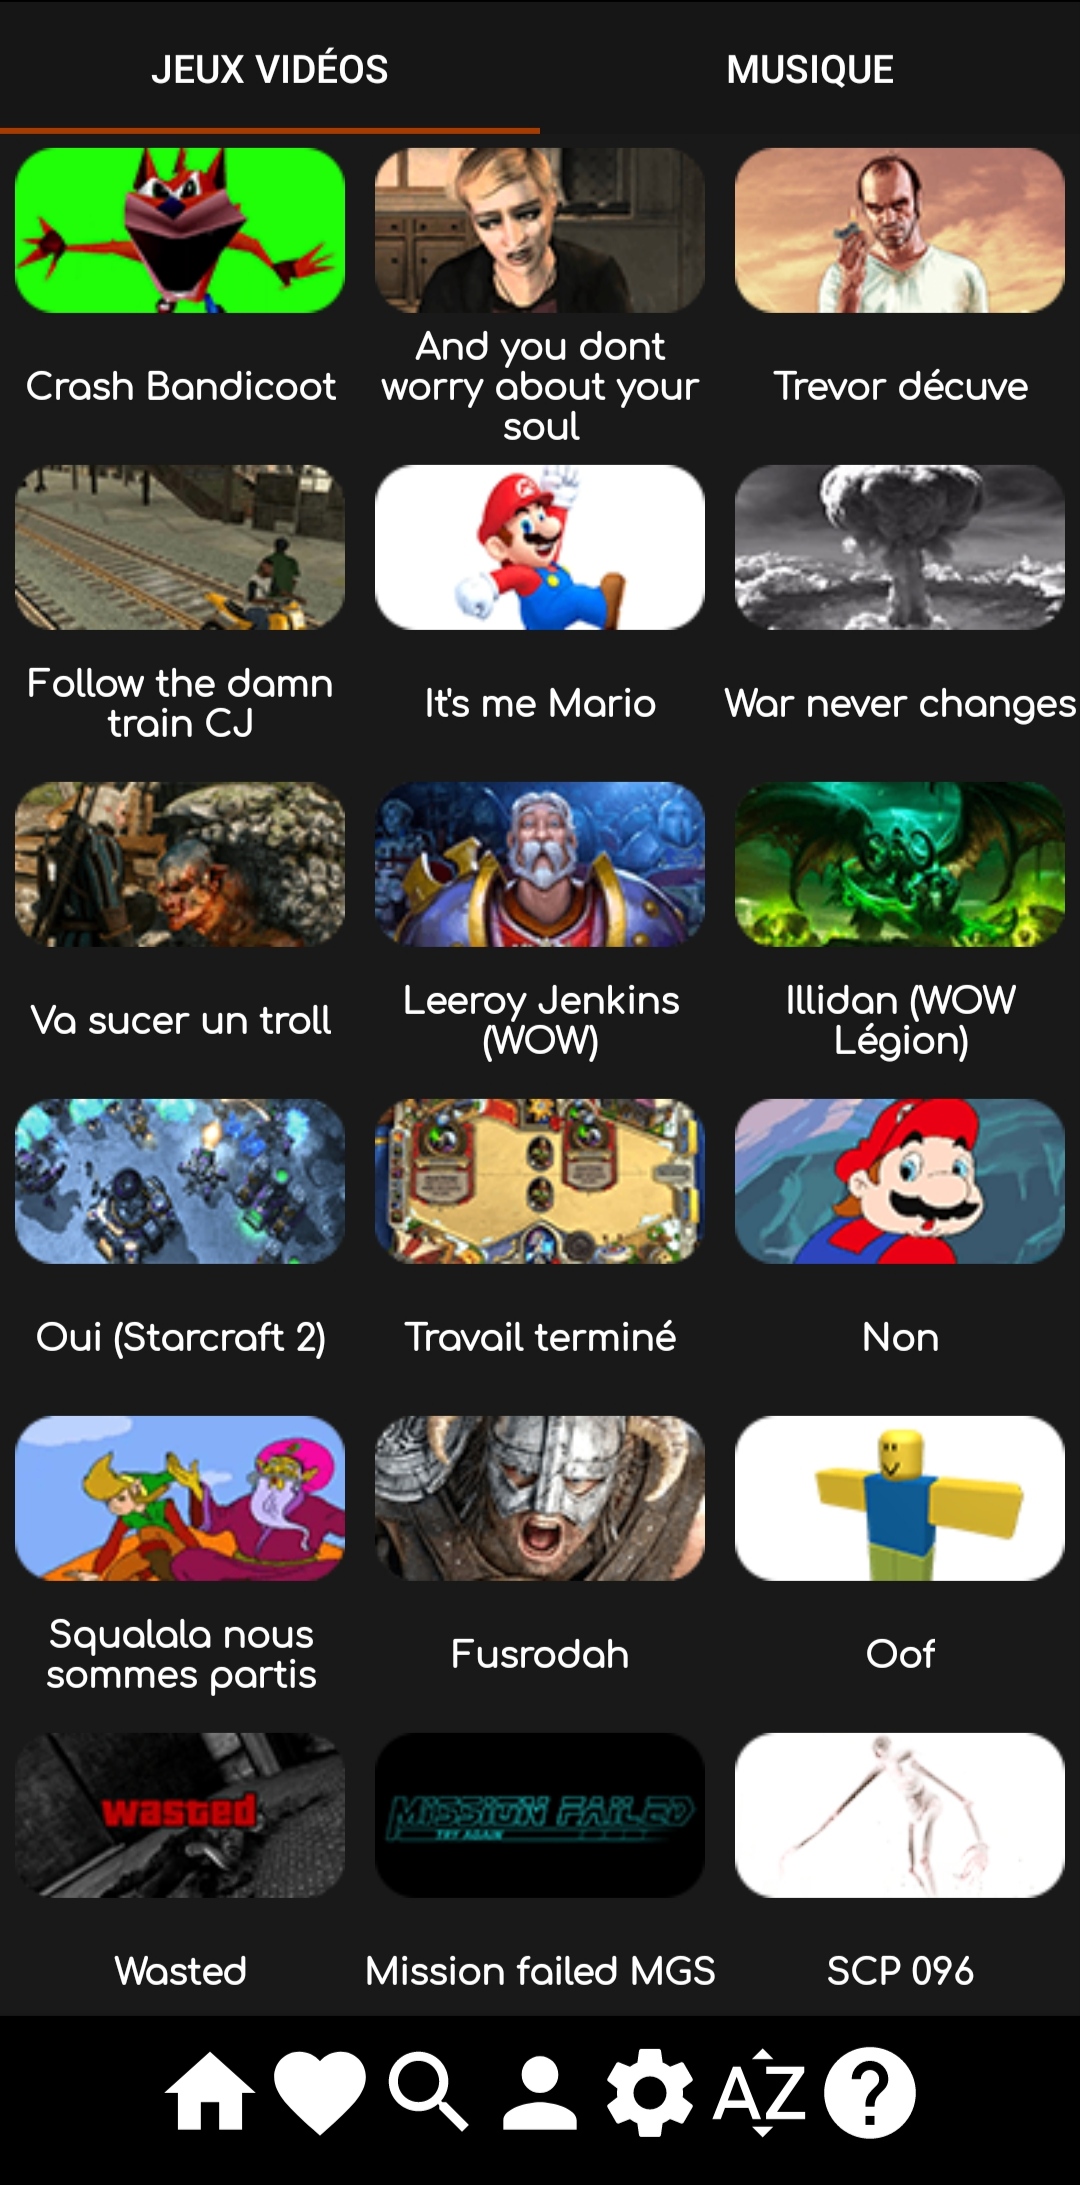 JEUX VIDÉOS
MUSIQUE
Crash Bandicoot
And you dont
worry about your
soul
Trevor décuve
Follow the damn
train CJ
It's me Mario
War never changes
Va sucer un troll
Leeroy Jenkins
(WOW)
Illidan (WOW
Légion)
Oui (Starcraft 2)
Travail terminé
Non
Squalala nous
sommes partis
Fusrodah
Oof
wasted
MISSION FAILED
TRY AGAIN
Wasted
Mission failed MGS
SCP 096
AZ
?